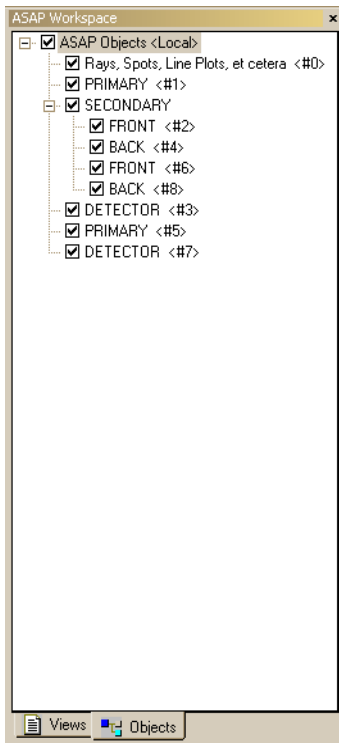 ASAP Workspace
ASAP Objects <Local>
Rays, Spots, Line Plots, et cetera <#0>
PRIMARY <#1>
SECONDARY
FRONT <#2>
BACK <#4>
FRONT <#6>
BACK <#8>
DETECTOR <#3>
PRIMARY <#5>
DETECTOR <#7>
Views Objects